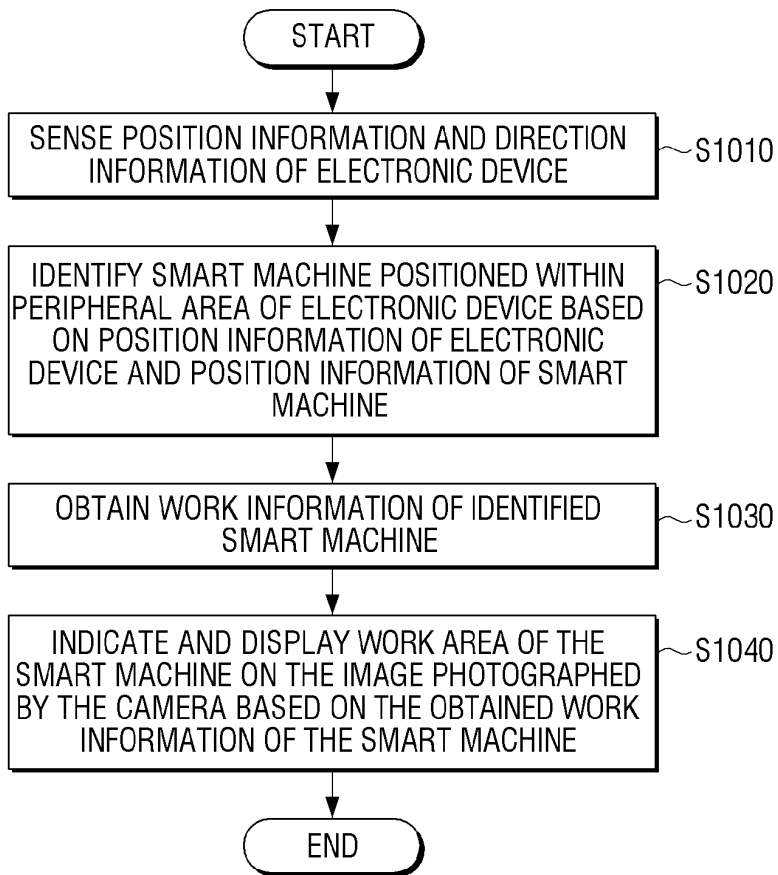 START
SENSE POSITION INFORMATION AND DIRECTION
INFORMATION OF ELECTRONIC DEVICE
S1010
IDENTIFY SMART MACHINE POSITIONED WITHIN
PERIPHERAL AREA OF ELECTRONIC DEVICE BASED
ON POSITION INFORMATION OF ELECTRONIC
DEVICE AND POSITION INFORMATION OF SMART
MACHINE
S1020
OBTAIN WORK INFORMATION OF IDENTIFIED
SMART MACHINE
S1030
INDICATE AND DISPLAY WORK AREA OF THE
SMART MACHINE ON THE IMAGE PHOTOGRAPHED
BY THE CAMERA BASED ON THE OBTAINED WORK
INFORMATION OF THE SMART MACHINE
S1040
END